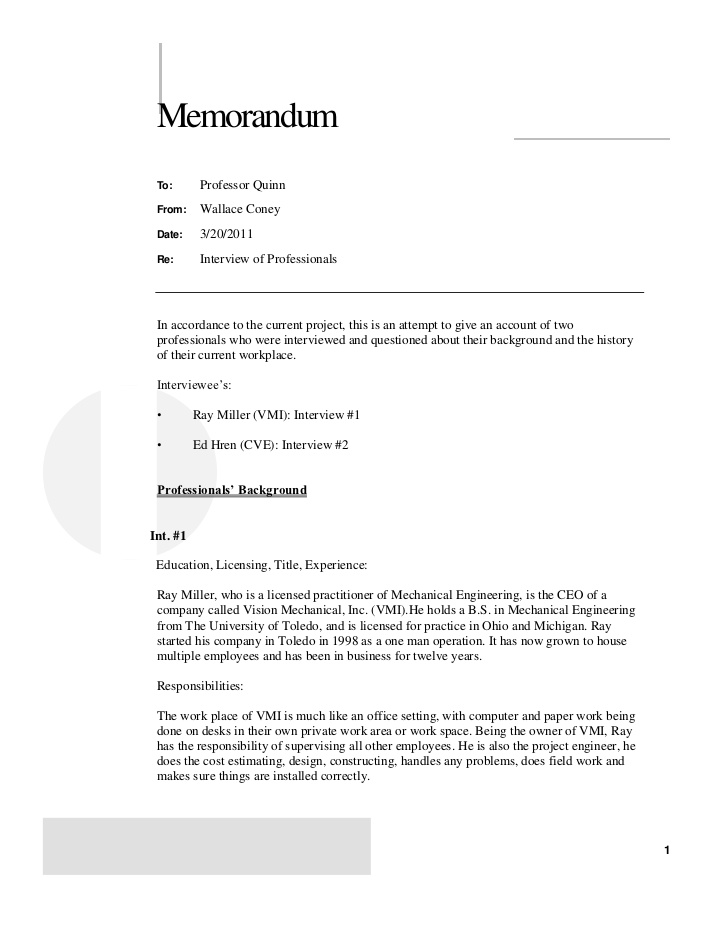 Memorandum
To: Professor Quinn
From: Wallace Coney
Date: 3/20/2011
Re: Interview of Professionals
In accordance to the current project, this is an attempt to give an account of two
professionals who were interviewed and questioned about their background and the history
of their current workplace.
Interviewee's:
• Ray Miller (VMI): Interview #1
• Ed Hren (CVE): Interview #2
Professionals' Background
Int. #1
Education, Licensing, Title, Experience:
Ray Miller, who is a licensed practitioner of Mechanical Engineering, is the CEO of a
company called Vision Mechanical, Inc. (VMI).He holds a B.S. in Mechanical Engineering
from The University of Toledo, and is licensed for practice in Ohio and Michigan. Ray
started his company in Toledo in 1998 as a one man operation. It has now grown to house
multiple employees and has been in business for twelve years.
Responsibilities:
The work place of VMI is much like an office setting, with computer and paper work being
done on desks in their own private work area or work space. Being the owner of VMI, Ray
has the responsibility of supervising all other employees. He is also the project engineer, he
does the cost estimating, design, constructing, handles any problems, does field work and
makes sure things are installed correctly.
1